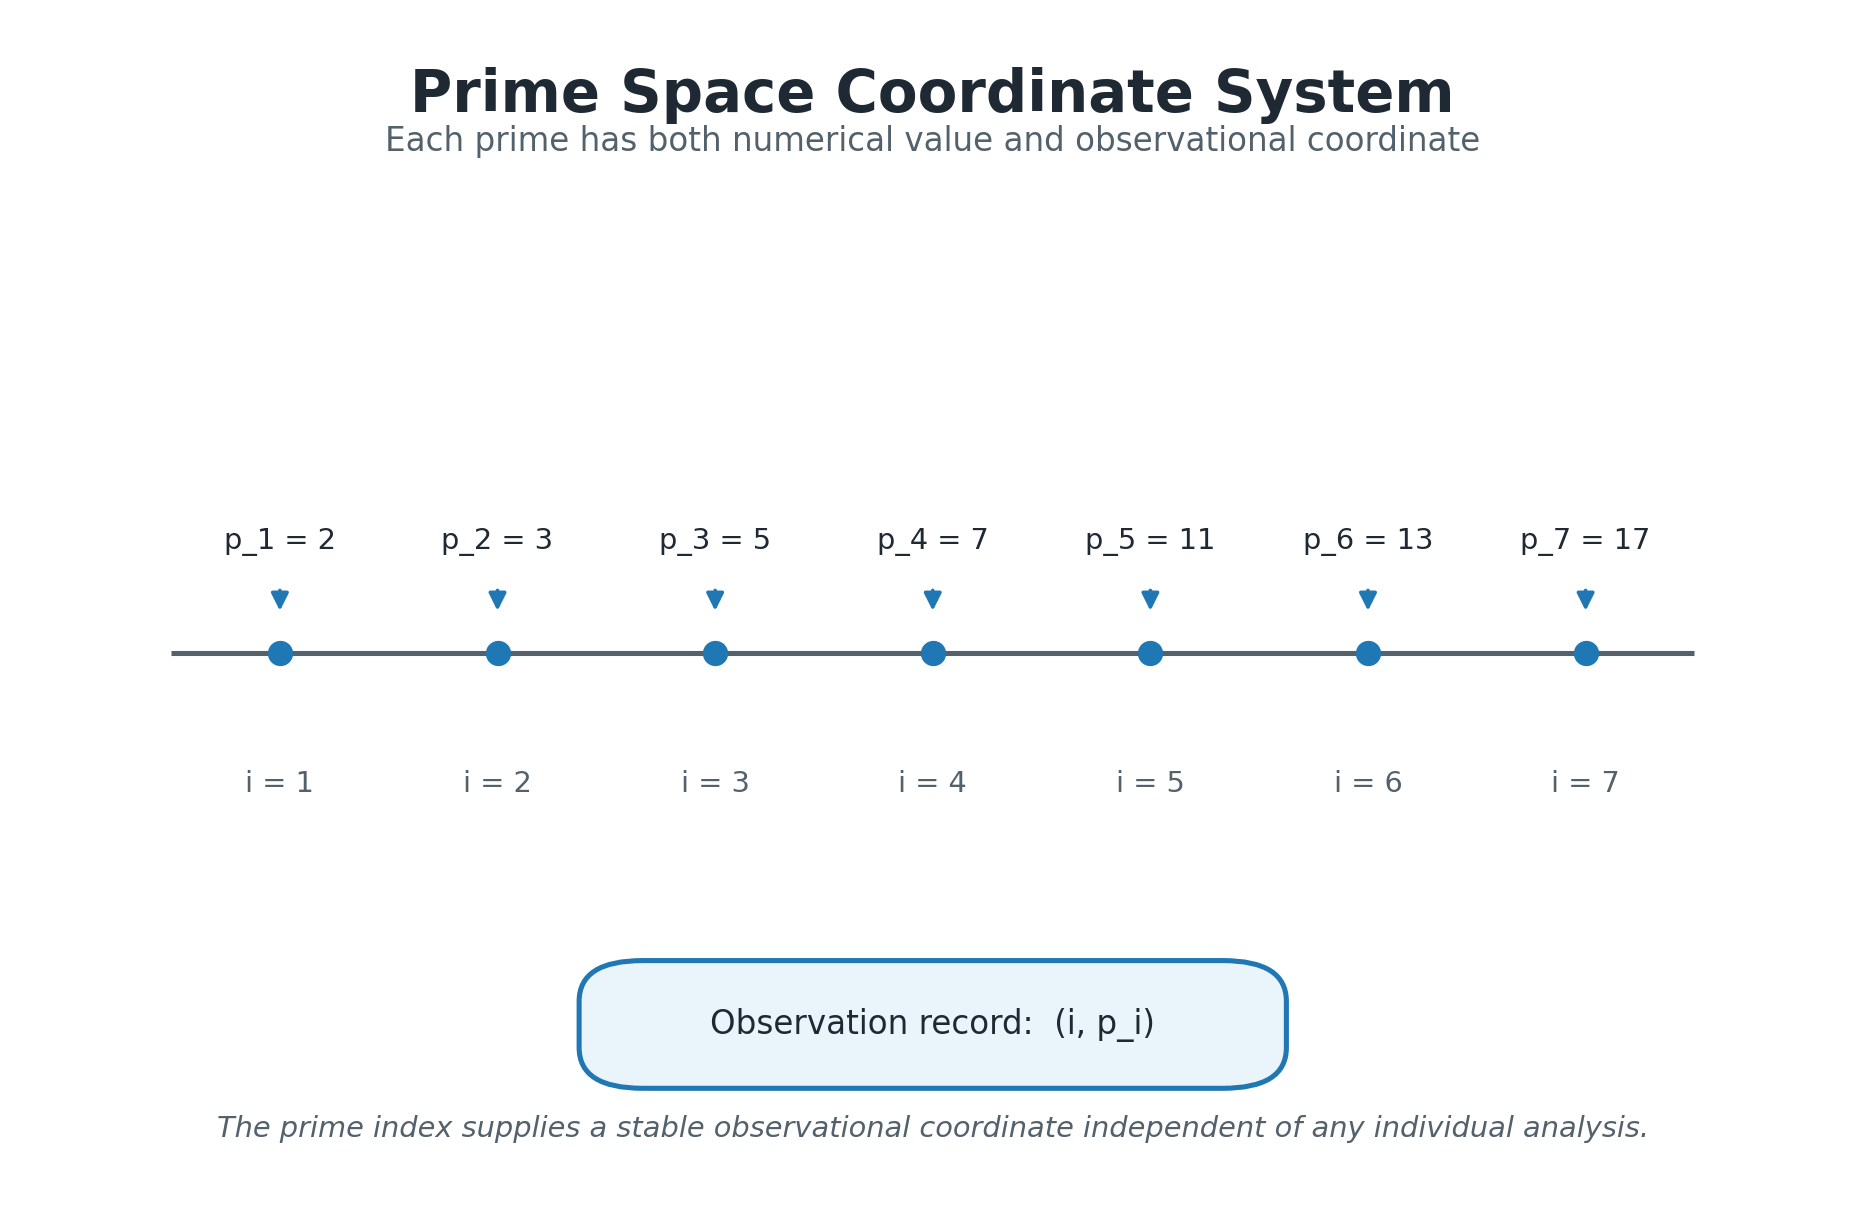 Prime Space Coordinate System
Each prime has both numerical value and observational coordinate
p_1 = 2 p_2 = 3 p_3 = 5 p_4 = 7 p_5 = 11 p_6 = 13 p_7 = 17
i = 1 i = 2 i = 3 i = 4 i = 5 i = 6 i = 7
Observation record:  (i, p_i)
The prime index supplies a stable observational coordinate independent of any individual analysis.